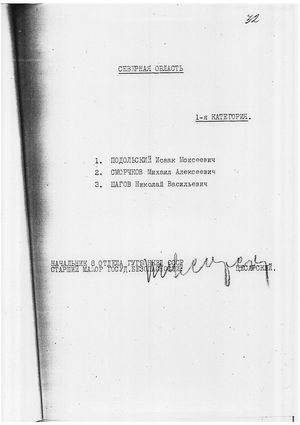 32
СЕВЕРНАЯ ОБЛАСТЬ
1-я КАТЕГОРИЯ.
1. ПОДОЛЬСКИЙ Исаак Моисеевич
2. СМОРЧКОВ Михаил Алексеевич
3. ШАГОВ Николай Васильевич
НАЧАЛЬНИК 8 ОТДЕЛА ГУГБ НКВД СССР
СТАРШИЙ МАЙОР ГОСУД.БЕЗОПАСНОСТИ: ЦЕСАРСКИЙ.